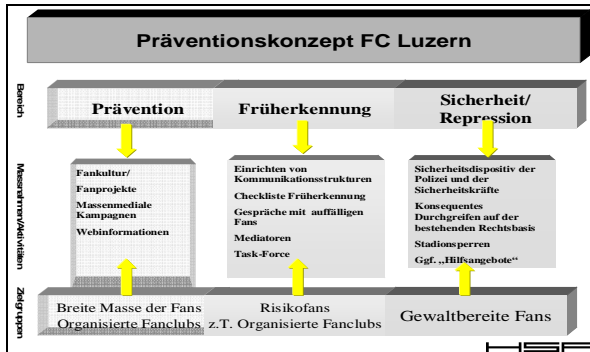 Präventionskonzept FC Luzern
Bereich
Prävention
Früherkennung
Sicherheit/
Repression
Massnahmen/Aktivitäten
Fankultur/
Fanprojekte
Massenmediale
Kampagnen
Webinformationen
Einrichten von
Kommunikationsstrukturen
Checkliste Früherkennung
Gespräche mit auffälligen
Fans
Mediatoren
Task-Force
Sicherheitsdispositiv der
Polizei und der
Sicherheitskräfte
Konsequentes
Durchgreifen auf der
bestehenden Rechtsbasis
Stadionsperren
Ggf. „Hilfsangebote“
Zielgruppen
Breite Masse der Fans
Organisierte Fanclubs
Risikofans
z.T. Organisierte Fanclubs
Gewaltbereite Fans